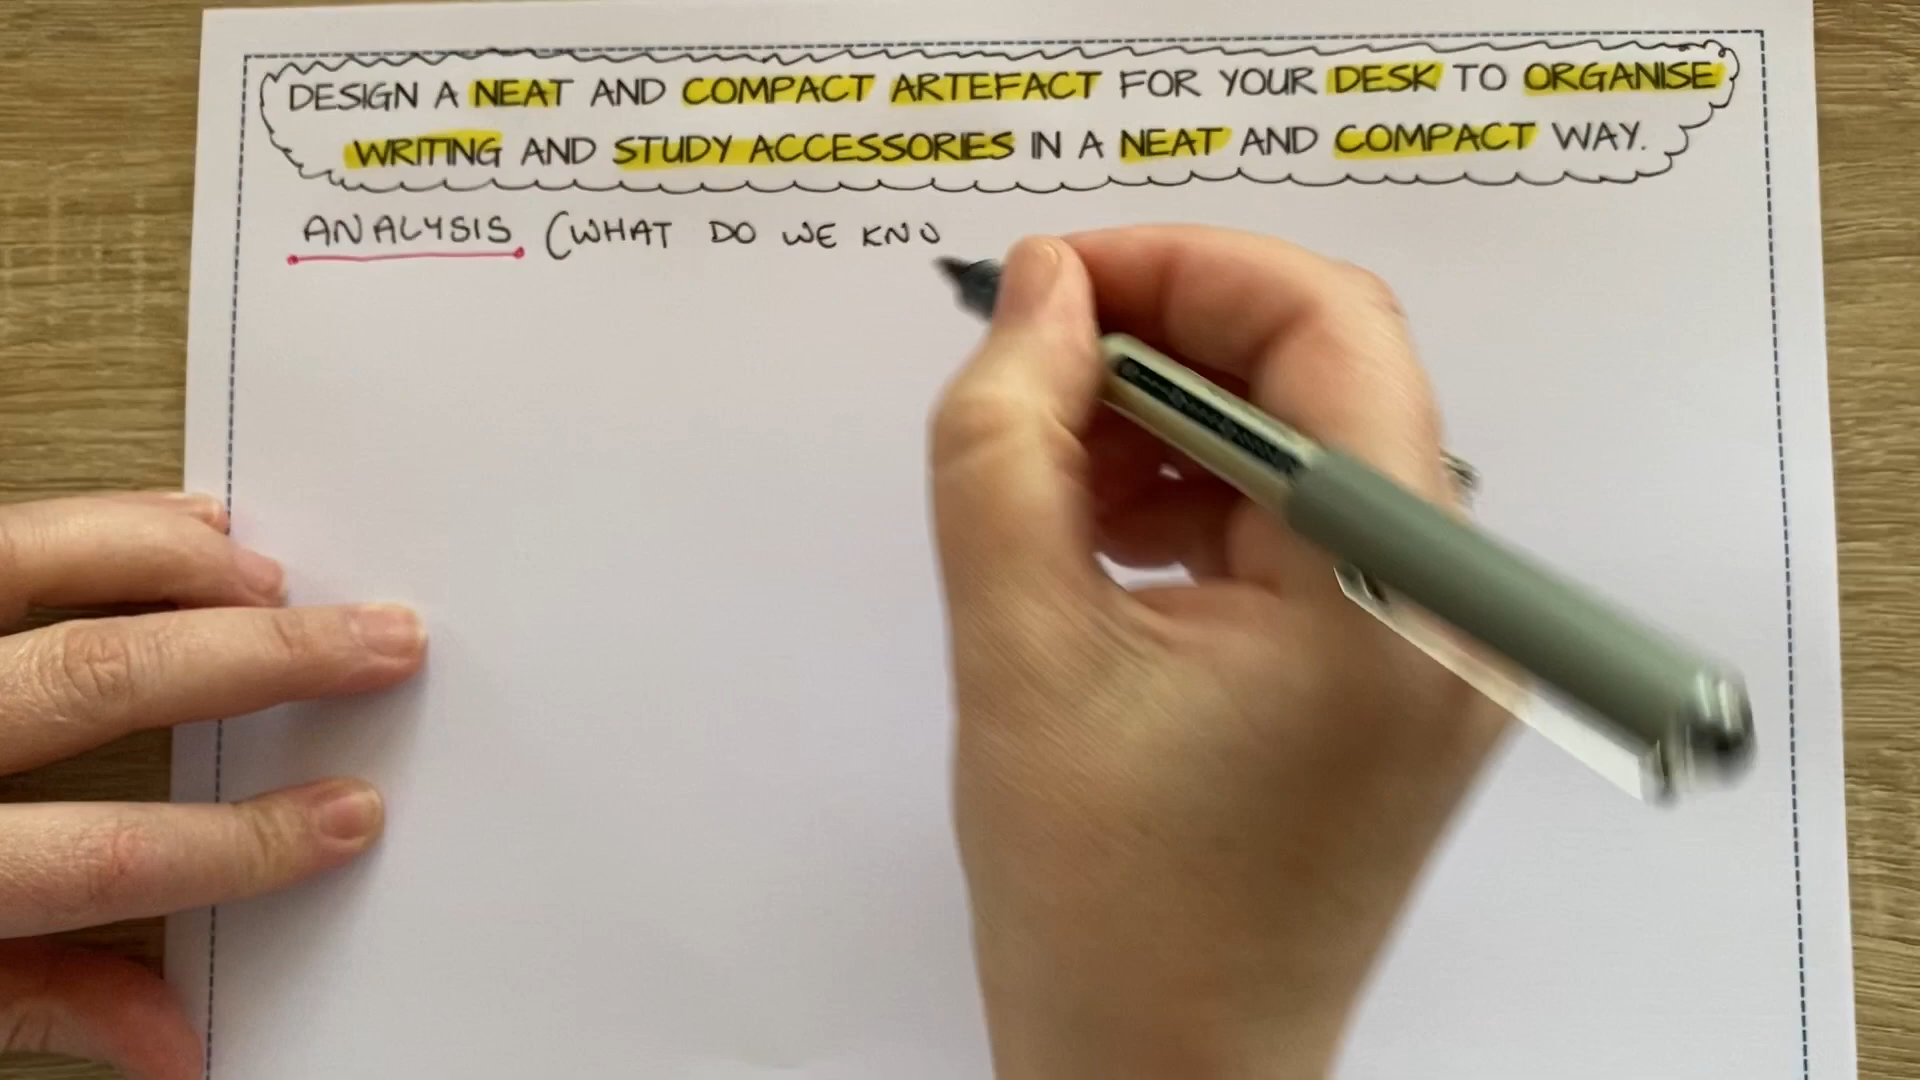 DESIGN A NEAT AND COMPACT ARTEFACT FOR YOUR DESK TO ORGANISE
WRITING AND STUDY ACCESSORIES IN A NEAT AND COMPACT WAY.
ANALYSIS (WHAT DO WE KNO